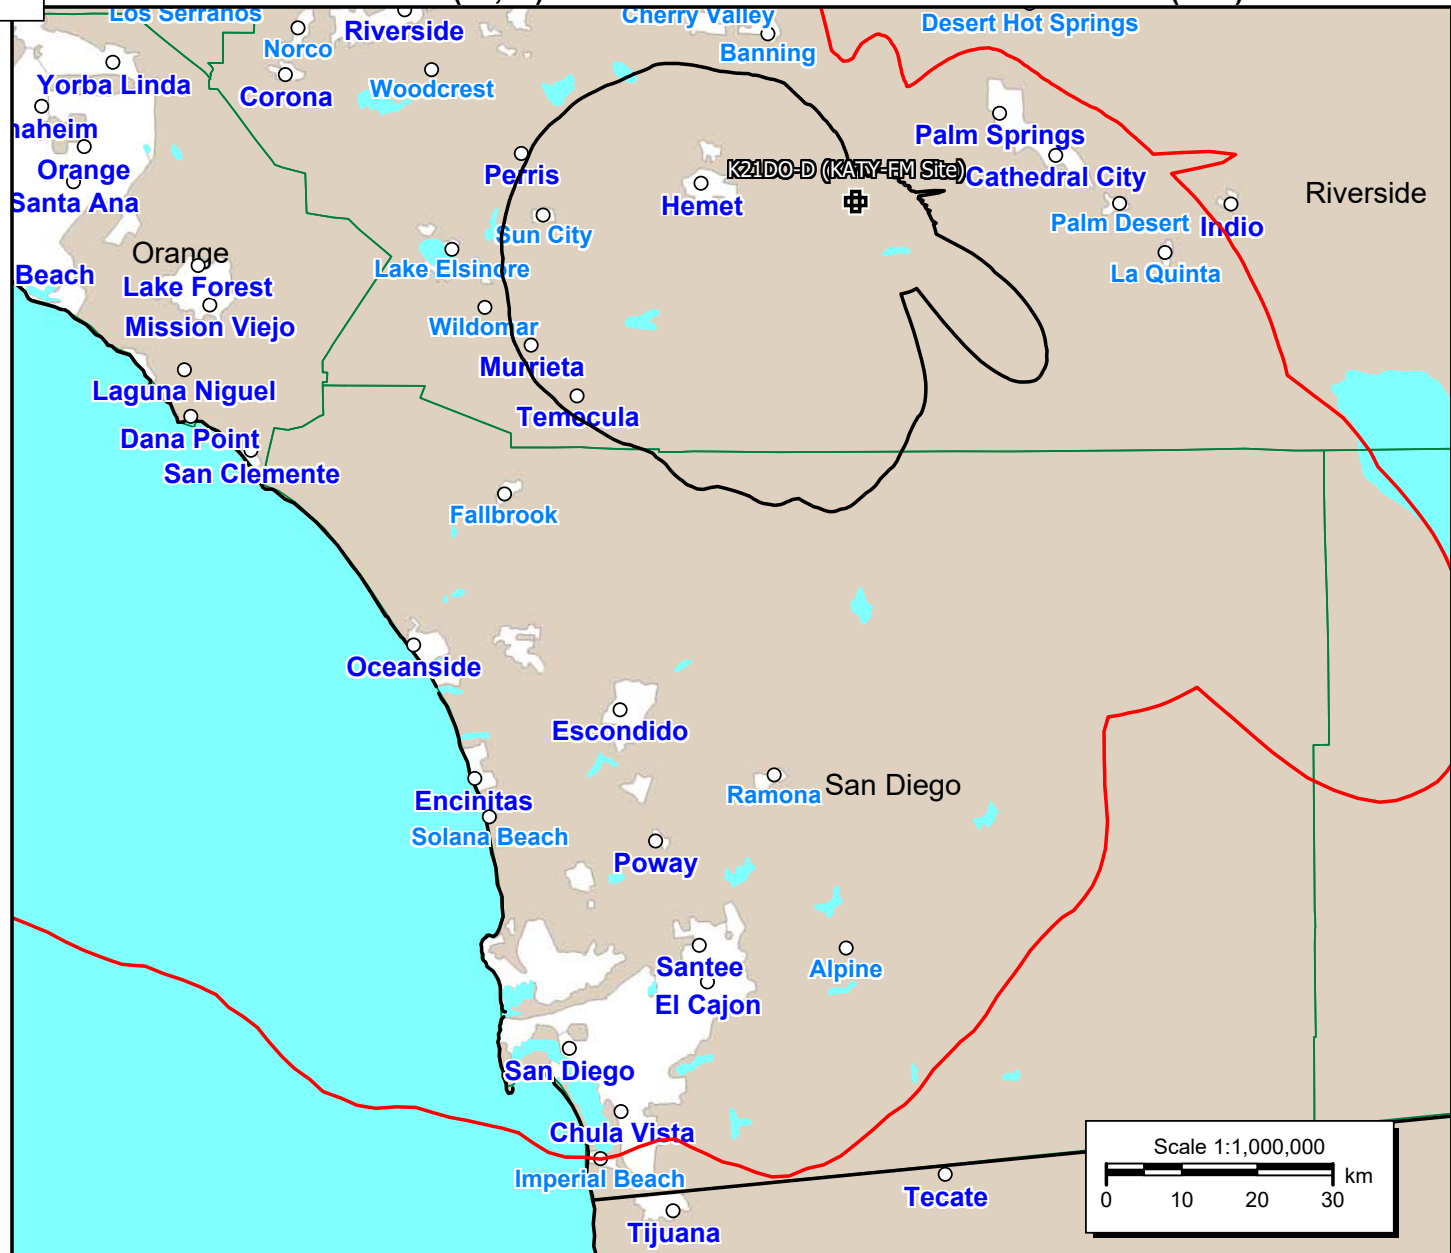 Los Serranos
Cherry Valley
Desert Hot Springs
Riverside
Norco
Banning
Yorba Linda
Woodcrest
Corona
naheim
Palm Springs
Orange
Perris
K21DO-D (KATY-FM Site)
Cathedral City
Santa Ana
Hemet
Riverside
Palm Desert
Indio
Sun City
Orange
Lake Elsinore
Beach
La Quinta
Lake Forest
Mission Viejo
Wildomar
Murrieta
Laguna Niguel
Temecula
Dana Point
San Clemente
Fallbrook
Oceanside
Escondido
San Diego
Ramona
Encinitas
Solana Beach
Poway
Santee
Alpine
El Cajon
San Diego
Chula Vista
Scale 1:1,000,000
km
0 10 20 30
Imperial Beach
Tecate
Tijuana